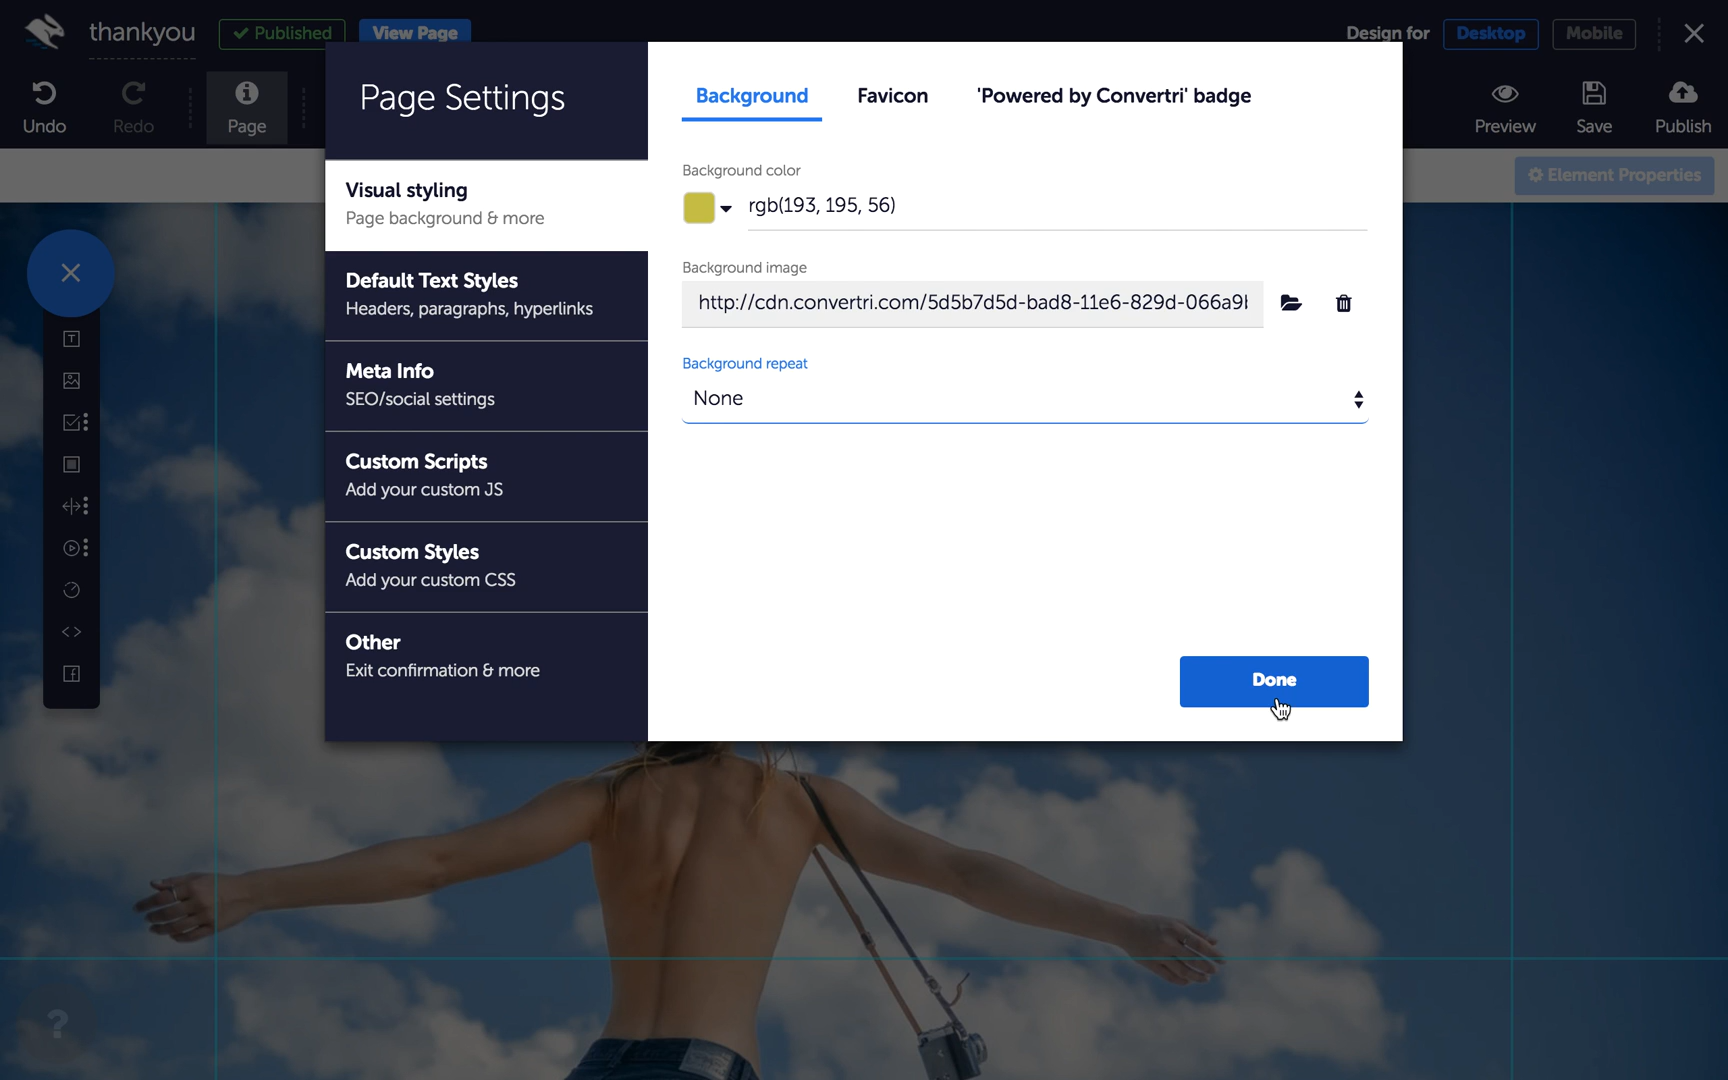 thankyou
Published
View Page
Design for
Desktop
Mobile
Undo
Redo
Page
Preview
Save
Publish
Element Properties
Page Settings
Visual styling
Page background & more
Default Text Styles
Headers, paragraphs, hyperlinks
Meta Info
SEO/social settings
Custom Scripts
Add your custom JS
Custom Styles
Add your custom CSS
Other
Exit confirmation & more
Background
Favicon
'Powered by Convertri' badge
Background color
rgb(193, 195, 56)
Background image
http://cdn.convertri.com/5d5b7d5d-bad8-11e6-829d-066a9
Background repeat
None
Done
?